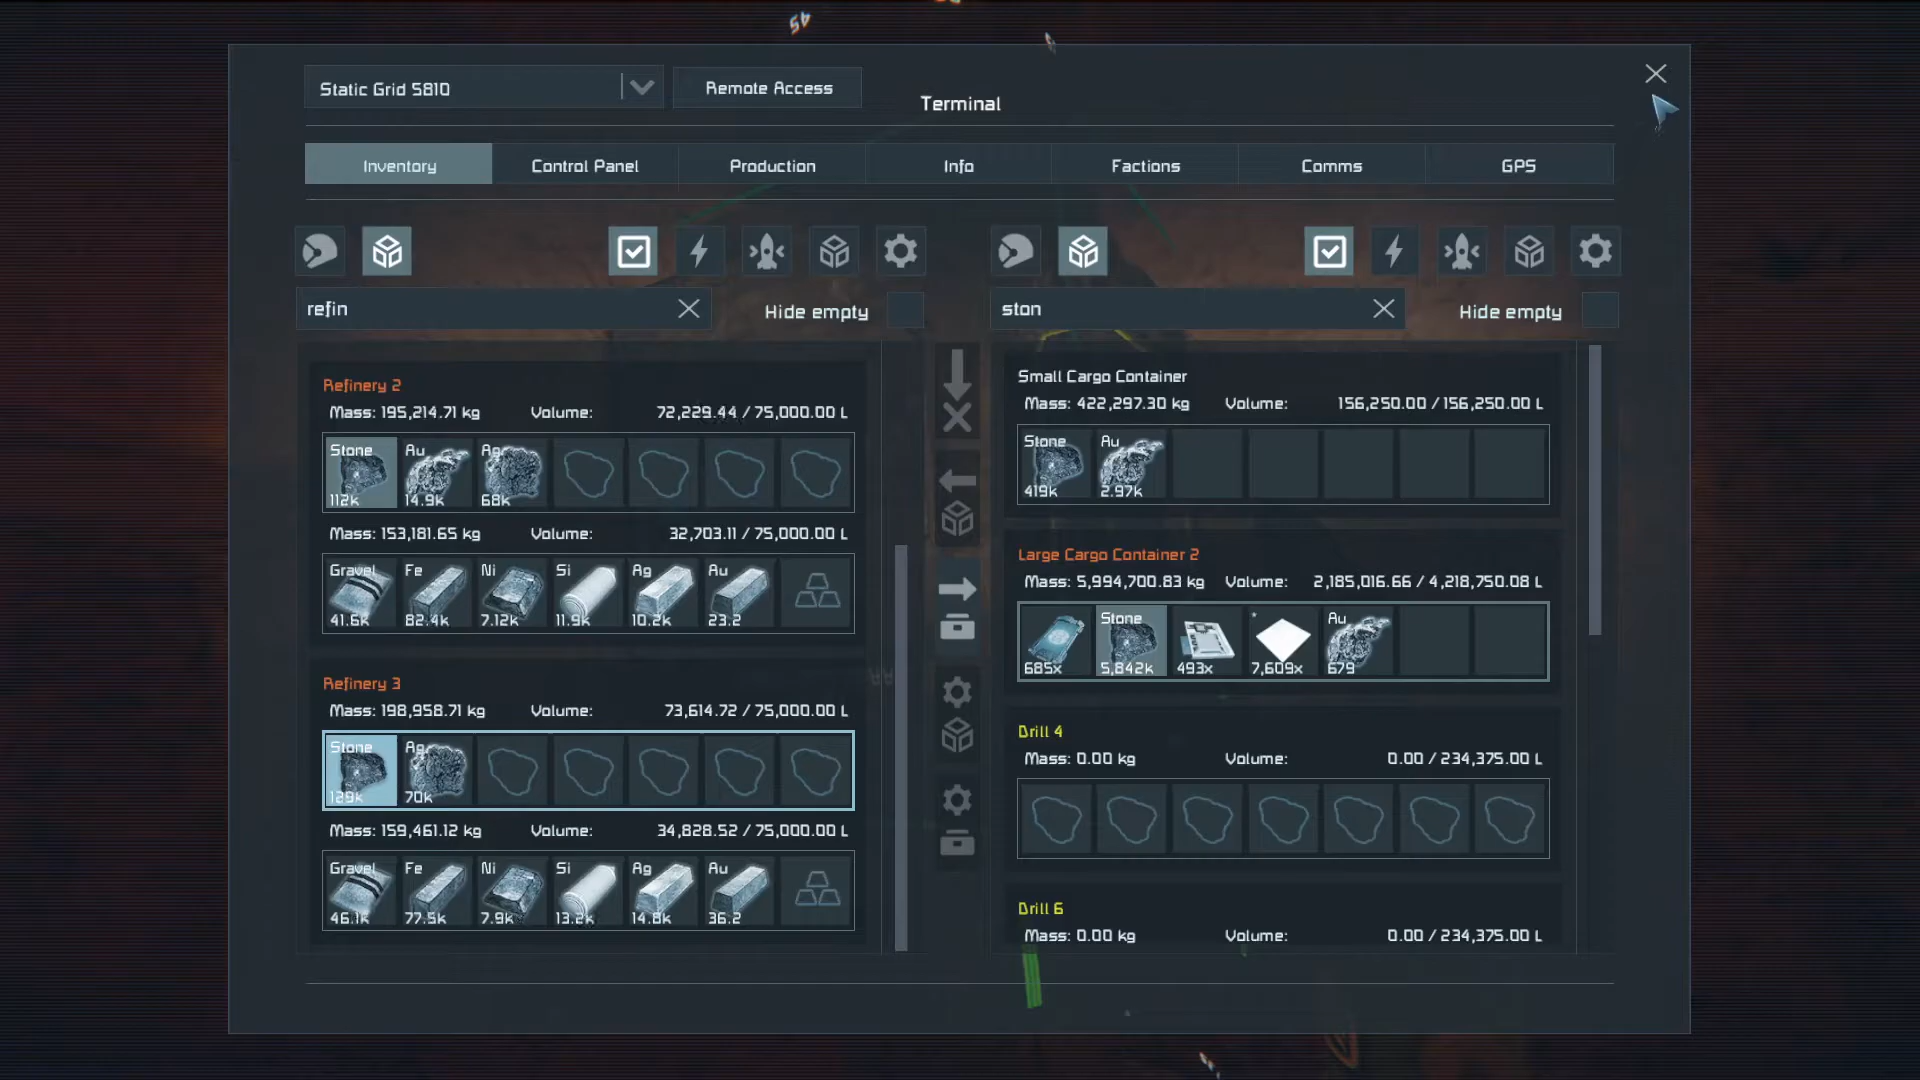 Static Grid 5810
Remote Access
Terminal
Inventory
Control Panel
Production
Info
Factions
Comms
GPS
refin
Hide empty
ston
Hide empty
Refinery 2
Mass: 195,214.71 kg Volume: 72,229.44 / 75,000.00 L
Stone Au Ag
112k 14.9k 68k
Mass: 153,181.65 kg Volume: 32,703.11 / 75,000.00 L
Gravel Fe Ni Si Ag Au
41.6k 82.4k 7.12k 11.9k 10.2k 23.2
Refinery 3
Mass: 198,958.71 kg Volume: 73,614.72 / 75,000.00 L
Stone Ag
129k 70k
Mass: 159,461.12 kg Volume: 34,828.52 / 75,000.00 L
Gravel Fe Ni Si Ag Au
46.1k 77.5k 7.9k 13.2k 14.8k 36.2
Small Cargo Container
Mass: 422,297.30 kg Volume: 156,250.00 / 156,250.00 L
Stone Au
419k 2.97k
Large Cargo Container 2
Mass: 5,994,700.83 kg Volume: 2,185,016.66 / 4,218,750.08 L
Stone * Au
685x 5,842k 493x 7,609x 679
Drill 4
Mass: 0.00 kg Volume: 0.00 / 234,375.00 L
Drill 6
Mass: 0.00 kg Volume: 0.00 / 234,375.00 L